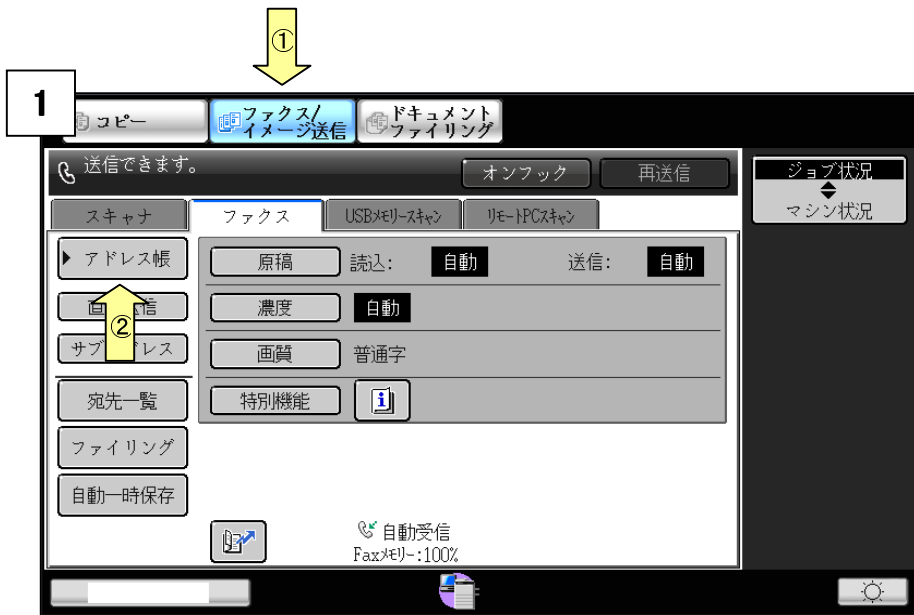 ①
1
コピー
ファクス/
イメージ送信
ドキュメント
ファイリング
送信できます。
オンフック
再送信
ジョブ状況
マシン状況
スキャナ
ファクス
USBメモリースキャン
リモートPCスキャン
アドレス帳
原稿
読込:
自動
送信:
自動
②
濃度
自動
画質
普通字
宛先一覧
特別機能
ファイリング
自動一時保存
自動受信
Faxメモリー:100%